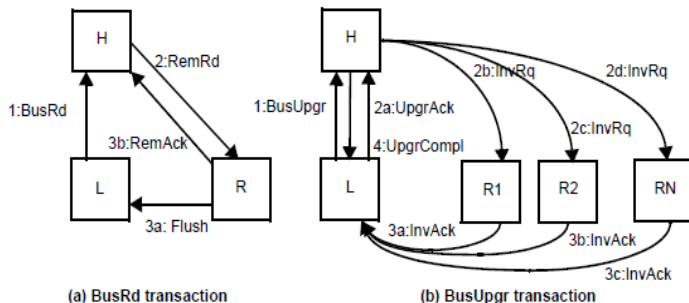 H
2:RemRd
1:BusRd
3b:RemAck
L
R
3a: Flush
(a) BusRd transaction
H
2b:InvRq
2d:InvRq
1:BusUpgr
2a:UpgrAck
2c:InvRq
4:UpgrCompl
L
R1
R2
RN
3a:InvAck
3b:InvAck
3c:InvAck
(b) BusUpgr transaction